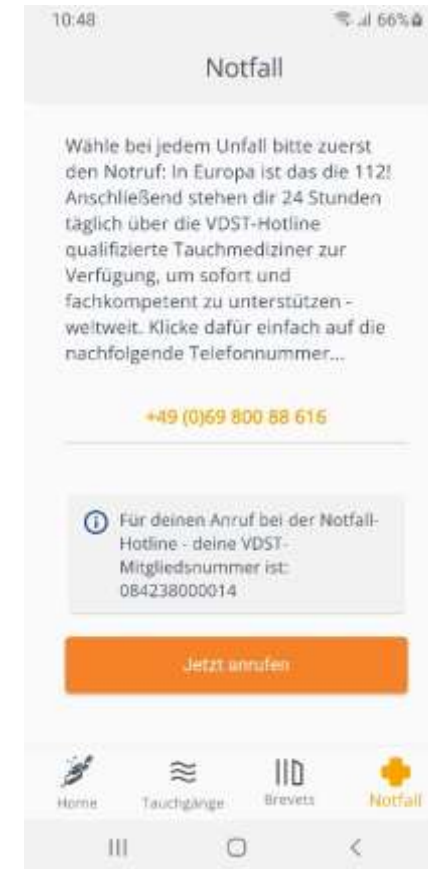 10:48
66%
Notfall
Wähle bei jedem Unfall bitte zuerst
den Notruf: In Europa ist das die 112!
Anschließend stehen dir 24 Stunden
täglich über die VDST-Hotline
qualifizierte Tauchmediziner zur
Verfügung, um sofort und
fachkompetent zu unterstützen -
weltweit. Klicke dafür einfach auf die
nachfolgende Telefonnummer...
+49 (0)69 800 88 616
Für deinen Anruf bei der Notfall-
Hotline - deine VDST-
Mitgliedsnummer ist:
084238000014
Jetzt anrufen
Home Tauchgänge Brevets Notfall